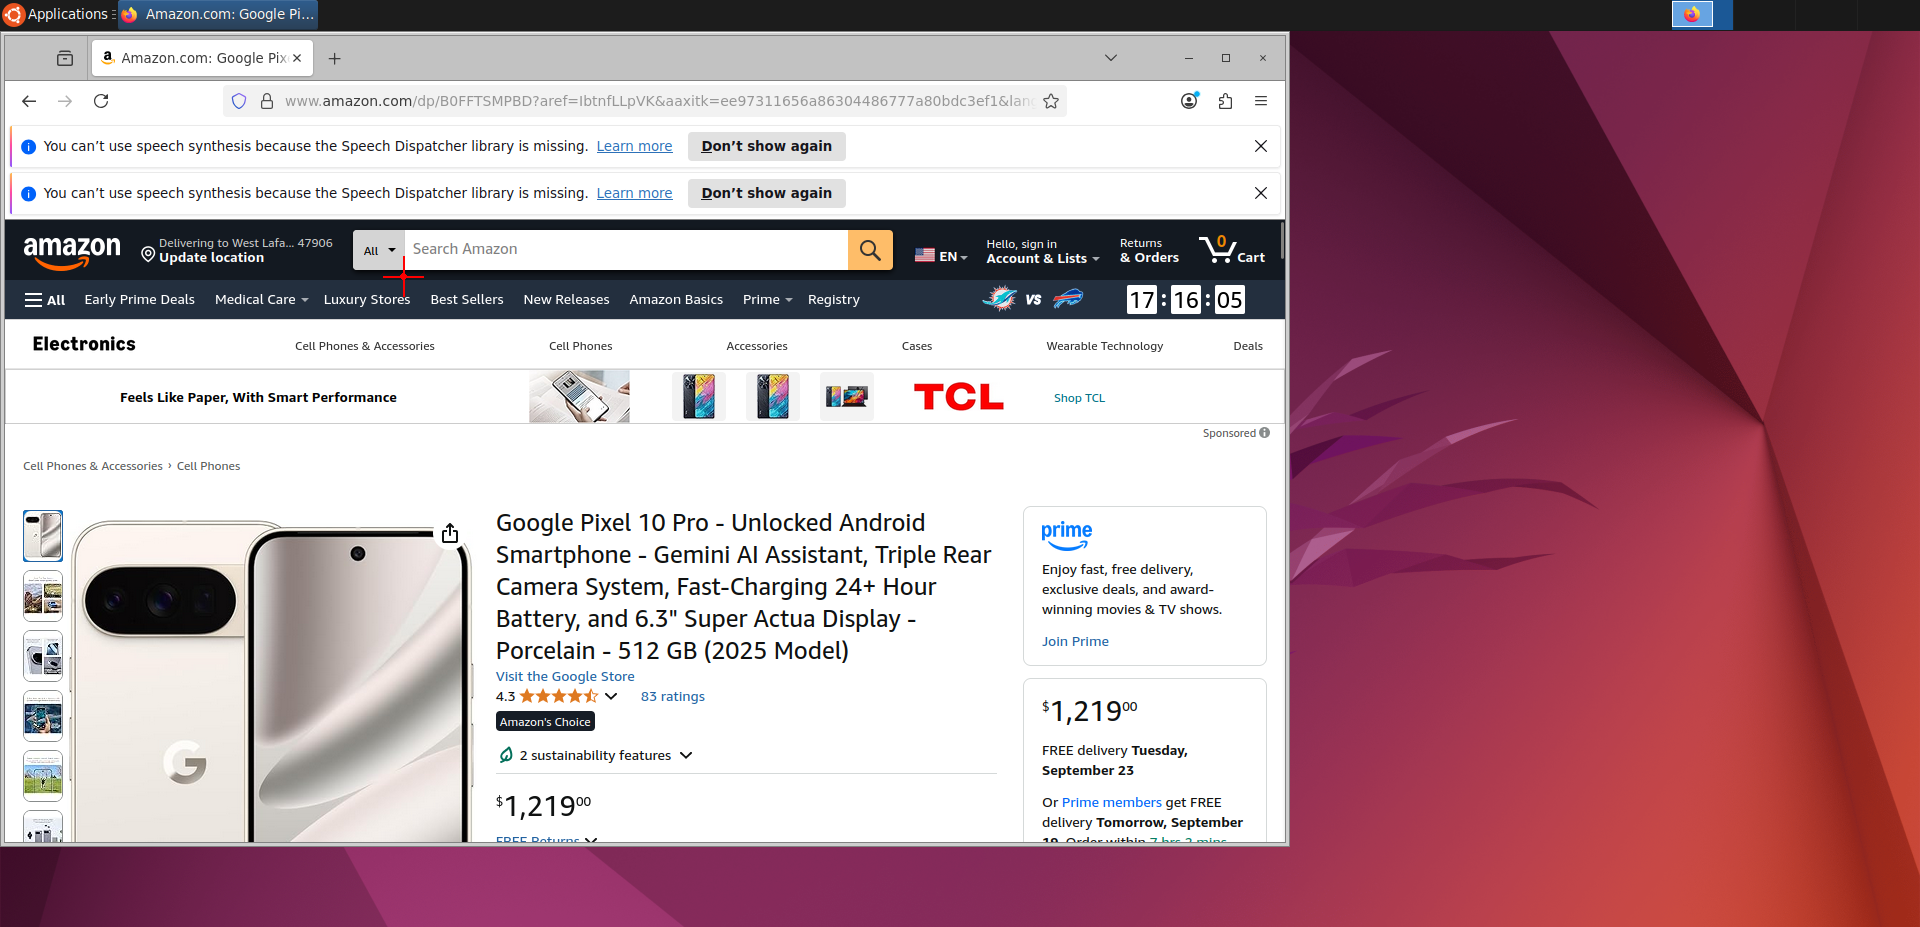 Applications
Amazon.com: Google Pi...
Amazon.com: Google Pix
www.amazon.com/dp/B0FFTSMPBD?aref=IbtnfLLpVK&aaxitk=ee97311656a86304486777a80bdc3ef1&lan
You can't use speech synthesis because the Speech Dispatcher library is missing. Learn more Don't show again
You can't use speech synthesis because the Speech Dispatcher library is missing. Learn more Don't show again
amazon
Delivering to West Lafa... 47906
Update location
All
Search Amazon
EN
Hello, sign in
Account & Lists
Returns
& Orders
0
Cart
All Early Prime Deals Medical Care Luxury Stores Best Sellers New Releases Amazon Basics Prime Registry
VS
17 : 16 : 05
Electronics
Cell Phones & Accessories Cell Phones Accessories Cases Wearable Technology Deals
Feels Like Paper, With Smart Performance
TCL
Shop TCL
Sponsored
Cell Phones & Accessories › Cell Phones
Google Pixel 10 Pro - Unlocked Android
Smartphone - Gemini AI Assistant, Triple Rear
Camera System, Fast-Charging 24+ Hour
Battery, and 6.3" Super Actua Display -
Porcelain - 512 GB (2025 Model)
Visit the Google Store
4.3
83 ratings
Amazon's Choice
2 sustainability features
$1,21900
FREE Returns
prime
Enjoy fast, free delivery,
exclusive deals, and award-
winning movies & TV shows.
Join Prime
$1,21900
FREE delivery Tuesday,
September 23
Or Prime members get FREE
delivery Tomorrow, September
19. Order within 7 hrs 2 mins